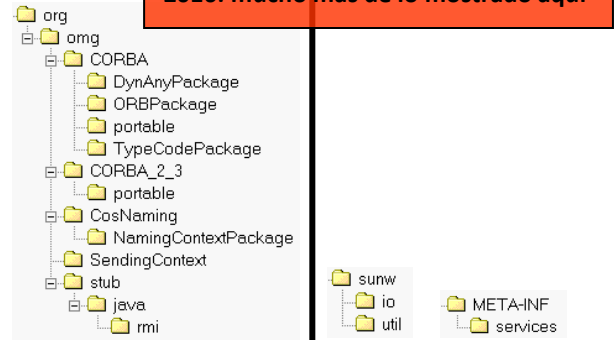 2020: Mucho más de lo mostrado aquí
org
omg
CORBA
DynAnyPackage
ORBPackage
portable
TypeCodePackage
CORBA_2_3
portable
CosNaming
NamingContextPackage
SendingContext
stub
java
rmi
sunw
io
util
META-INF
services